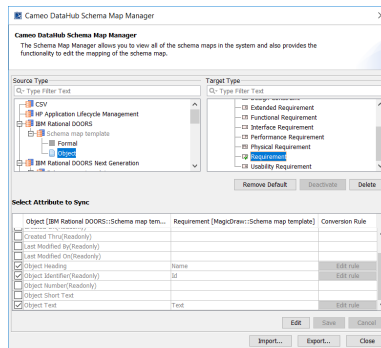 Cameo DataHub Schema Map Manager
Cameo DataHub Schema Map Manager
The Schema Map Manager allows you to view all of the schema maps in the system and also provides the
functionality to edit the mapping of the schema map.
Source Type
Target Type
Type Filter Text
Type Filter Text
CSV
HP Application Lifecycle Management
IBM Rational DOORS
Schema map template
Formal
Object
IBM Rational DOORS Next Generation
Extended Requirement
Functional Requirement
Interface Requirement
Performance Requirement
Physical Requirement
Requirement
Usability Requirement
Remove Default
Deactivate
Delete
Select Attribute to Sync
Object [IBM Rational DOORS::Schema map tem...
Requirement [MagicDraw::Schema map template]
Conversion Rule
Created Thru(Readonly)
Last Modified By(Readonly)
Last Modified On(Readonly)
Object Heading
Name
Edit rule
Object Identifier(Readonly)
Id
Edit rule
Object Number(Readonly)
Object Short Text
Object Text
Text
Edit rule
Edit
Save
Cancel
Import...
Export...
Close